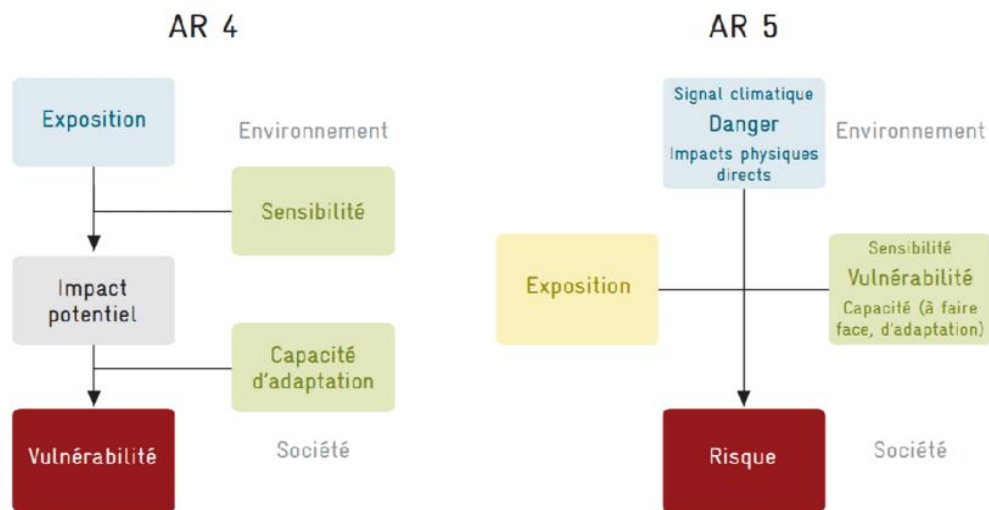 AR 4
Exposition
Environnement
Sensibilité
Impact
potentiel
Capacité
d'adaptation
Vulnérabilité
Société
AR 5
Signal climatique
Danger
Impacts physiques
directs
Environnement
Exposition
Sensibilité
Vulnérabilité
Capacité (à faire
face, d'adaptation)
Risque
Société